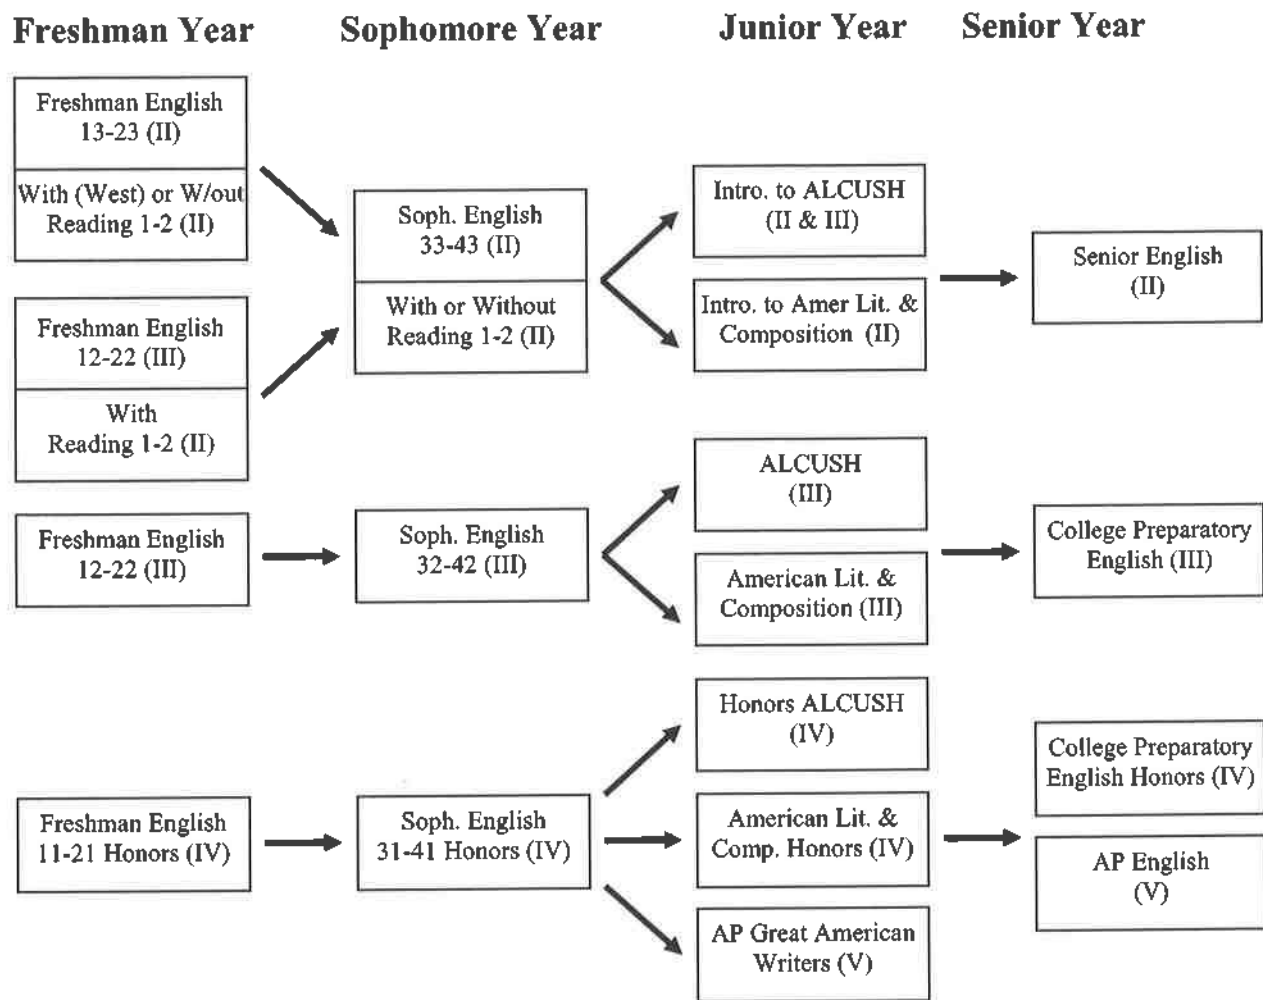 Freshman Year
Sophomore Year
Junior Year
Senior Year
Freshman English
13-23 (II)
With (West) or W/out
Reading 1-2 (II)
Freshman English
12-22 (III)
With
Reading 1-2 (II)
Freshman English
12-22 (III)
Freshman English
11-21 Honors (IV)
Soph. English
33-43 (II)
With or Without
Reading 1-2 (II)
Soph. English
32-42 (III)
Soph. English
31-41 Honors (IV)
Intro. to ALCUSH
(II & III)
Intro. to Amer Lit. &
Composition (II)
ALCUSH
(III)
American Lit. &
Composition (III)
Honors ALCUSH
(IV)
American Lit. &
Comp. Honors (IV)
AP Great American
Writers (V)
Senior English
(II)
College Preparatory
English (III)
College Preparatory
English Honors (IV)
AP English
(V)